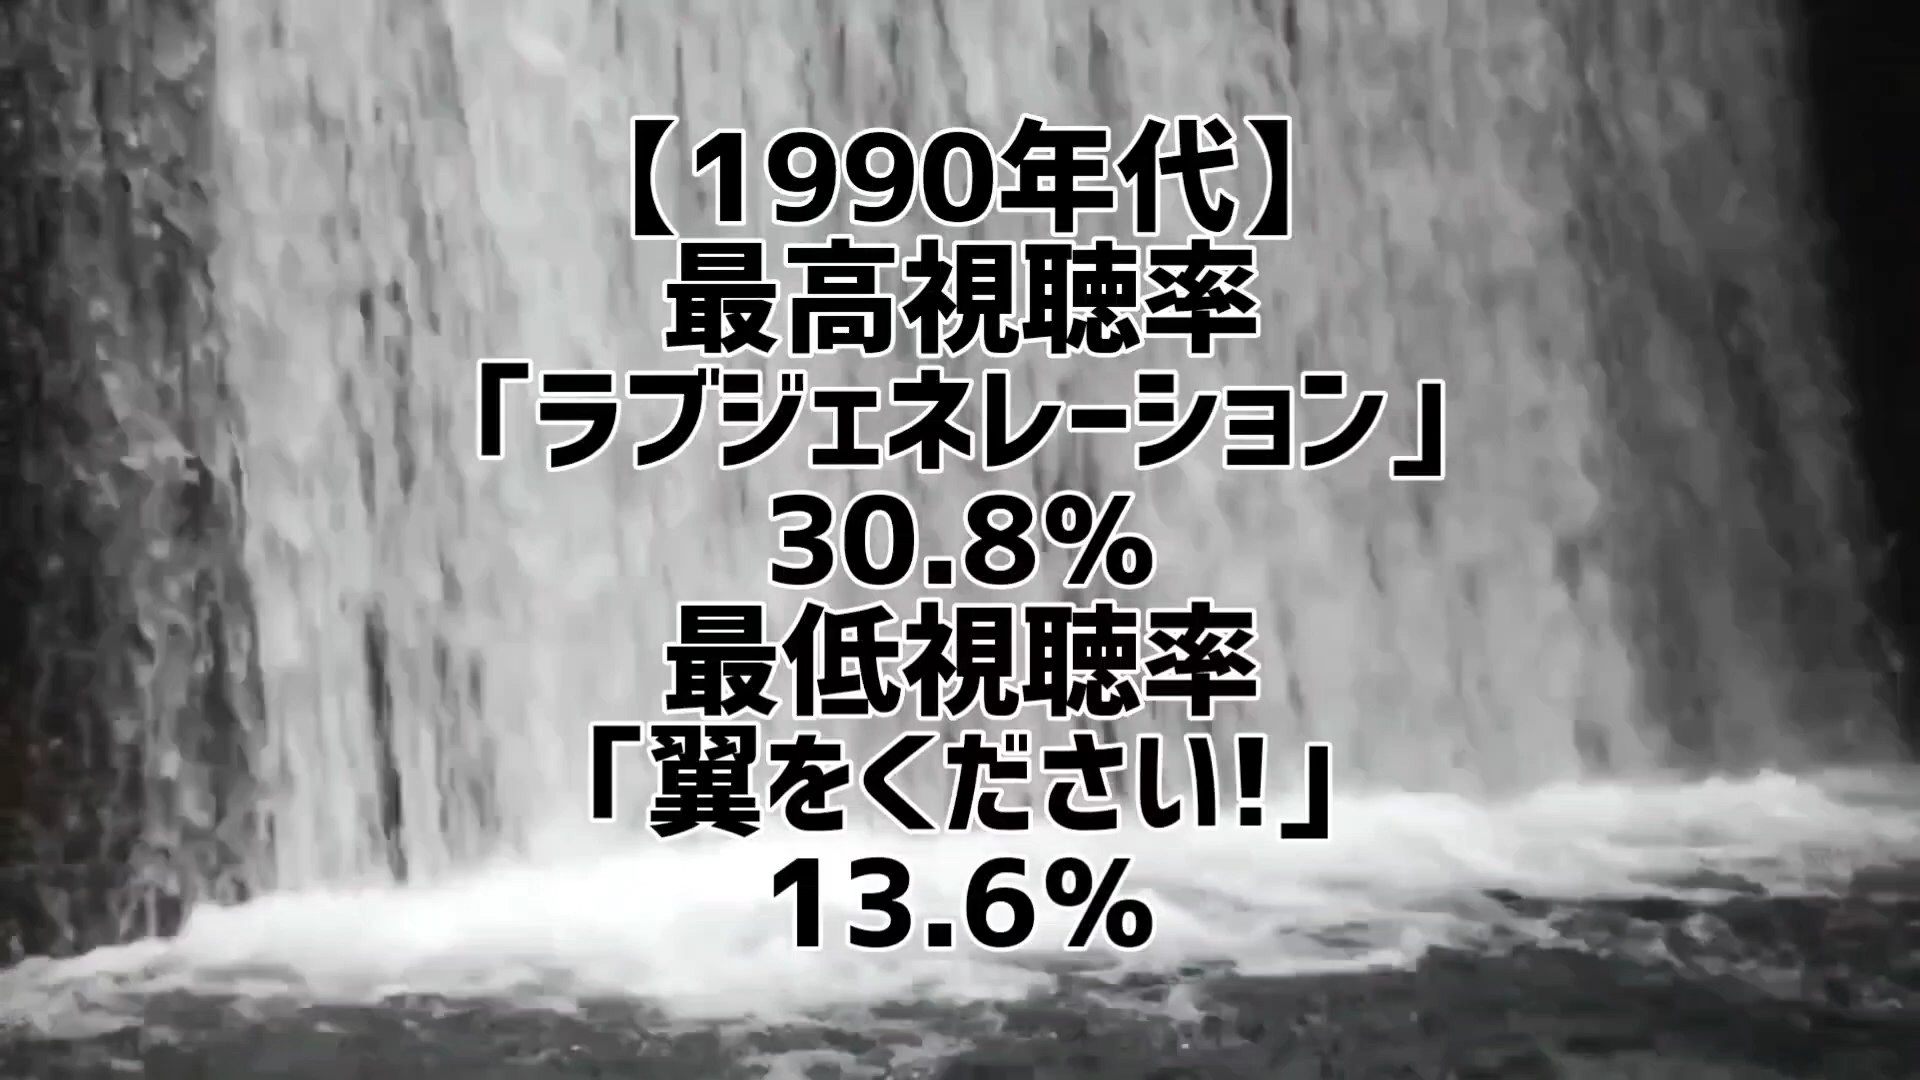 【1990年代】
最高視聴率
「ラブジェネレーション」
30.8%
最低視聴率
「翼をください!」
13.6%